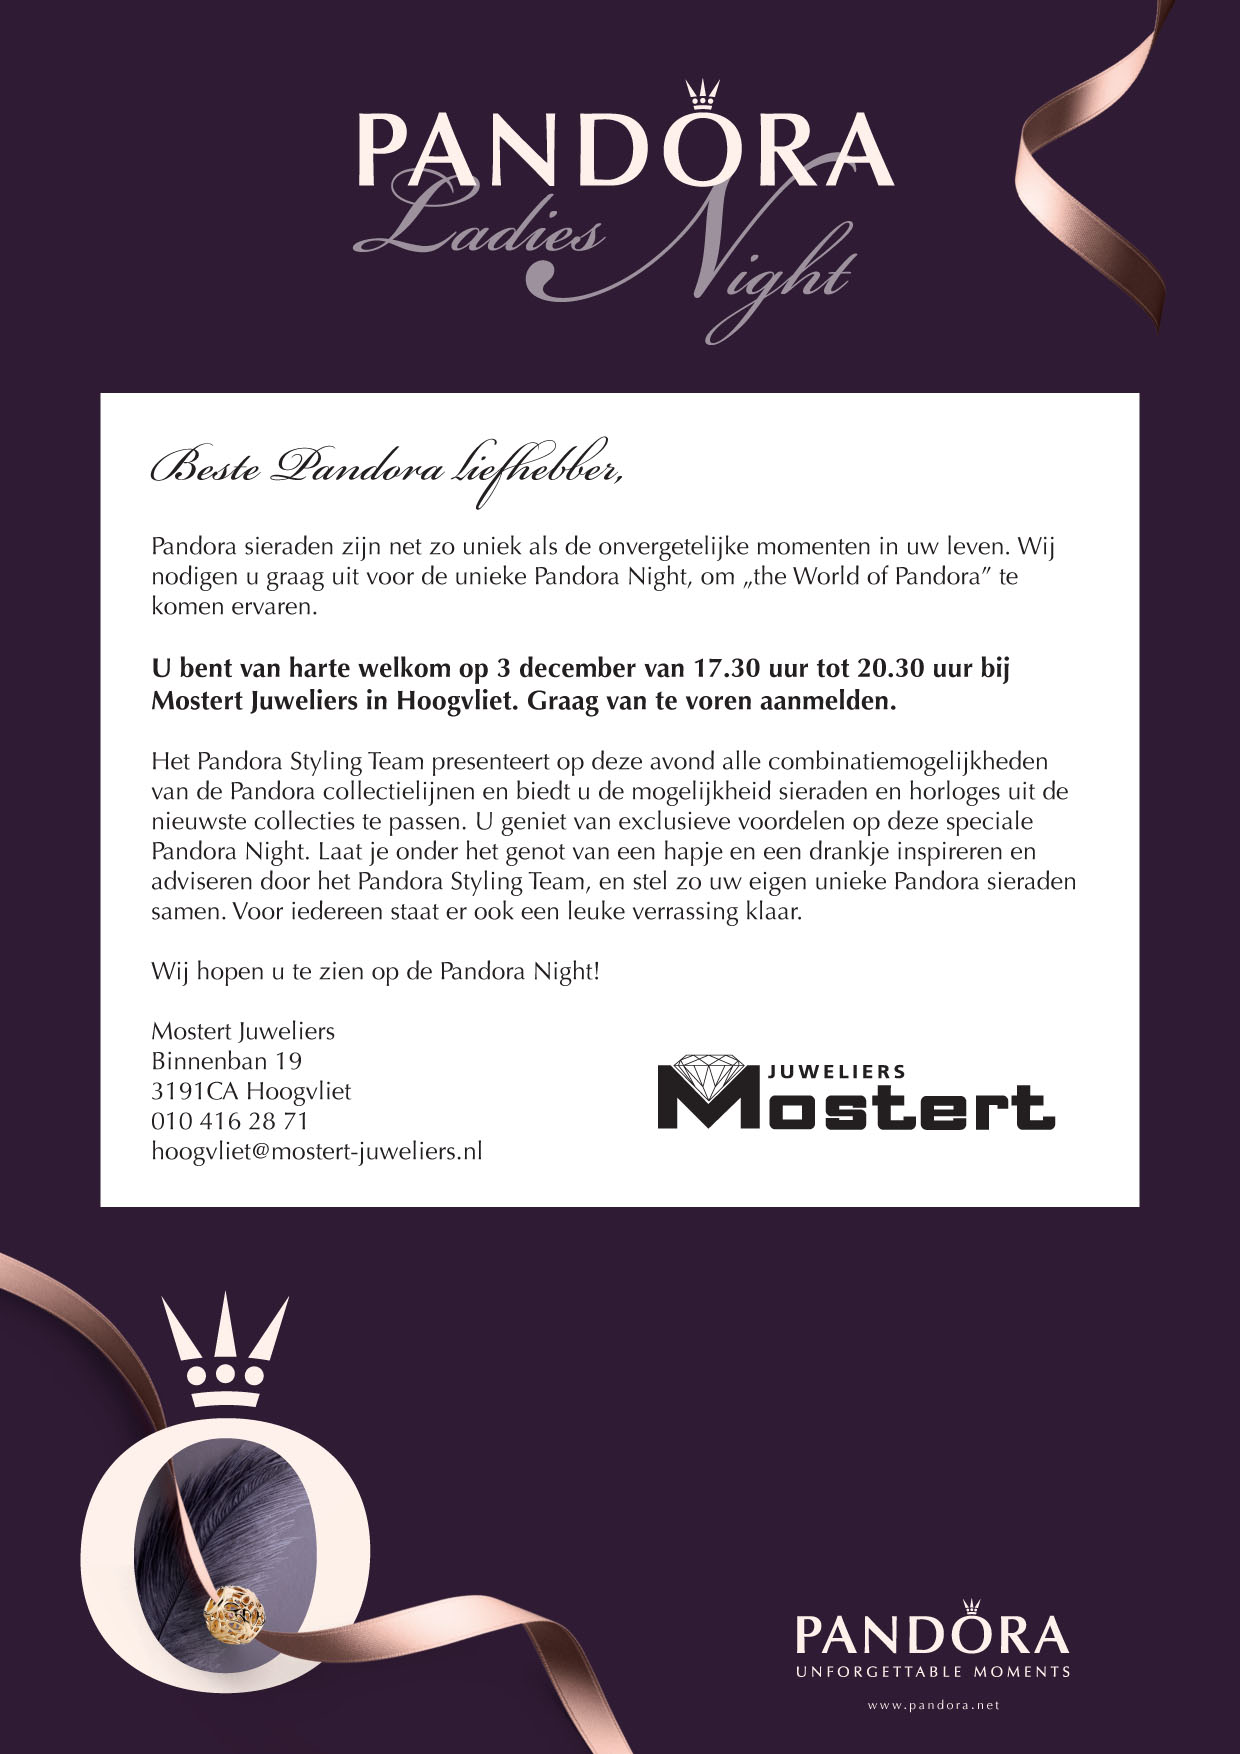 PANDORA
Ladies Night
Beste Pandora liefhebber,
Pandora sieraden zijn net zo uniek als de onvergetelijke momenten in uw leven. Wij
nodigen u graag uit voor de unieke Pandora Night, om „the World of Pandora” te
komen ervaren.
U bent van harte welkom op 3 december van 17.30 uur tot 20.30 uur bij
Mostert Juweliers in Hoogvliet. Graag van te voren aanmelden.
Het Pandora Styling Team presenteert op deze avond alle combinatiemogelijkheden
van de Pandora collectielijnen en biedt u de mogelijkheid sieraden en horloges uit de
nieuwste collecties te passen. U geniet van exclusieve voordelen op deze speciale
Pandora Night. Laat je onder het genot van een hapje en een drankje inspireren en
adviseren door het Pandora Styling Team, en stel zo uw eigen unieke Pandora sieraden
samen. Voor iedereen staat er ook een leuke verrassing klaar.
Wij hopen u te zien op de Pandora Night!
Mostert Juweliers
Binnenban 19
3191CA Hoogvliet
010 416 28 71
hoogvliet@mostert-juweliers.nl
JUWELIERS
Mostert
O
PANDORA
UNFORGETTABLE MOMENTS
www.pandora.net